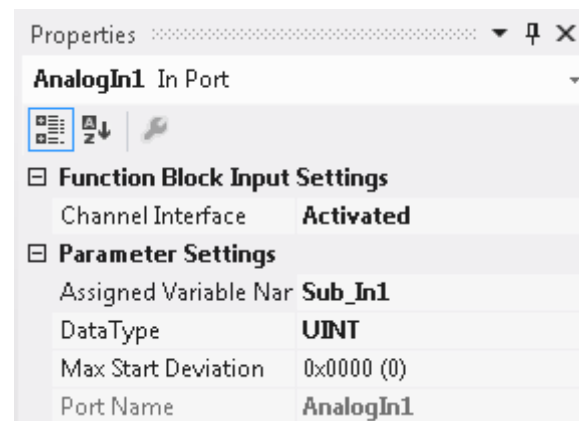 Properties
AnalogIn1 In Port
Function Block Input Settings
Channel Interface Activated
Parameter Settings
Assigned Variable Nar Sub_In1
DataType UINT
Max Start Deviation 0x0000 (0)
Port Name AnalogIn1